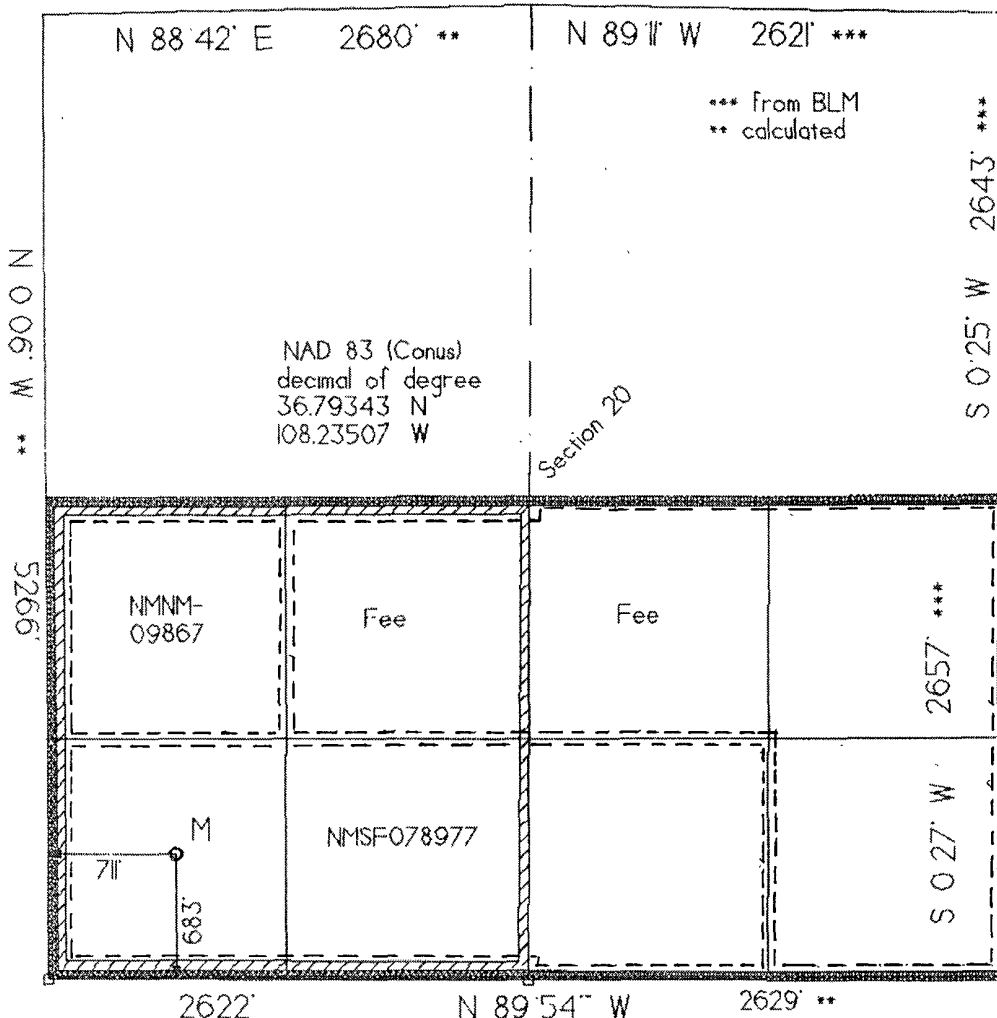 N 88°42' E 2680' **
N 89°11' W 2621' ***
*** from BLM
** calculated
S 0°25' W 2643' ***
N 0°06' W **
5266'
NAD 83 (Conus)
decimal of degree
36.79343 N
108.23507 W
Section 20
NMNM-
09867
Fee
Fee
2657' ***
S 0°27' W
M
711'
683'
NMSF-078977
2622'
N 89°54' W
2629' **